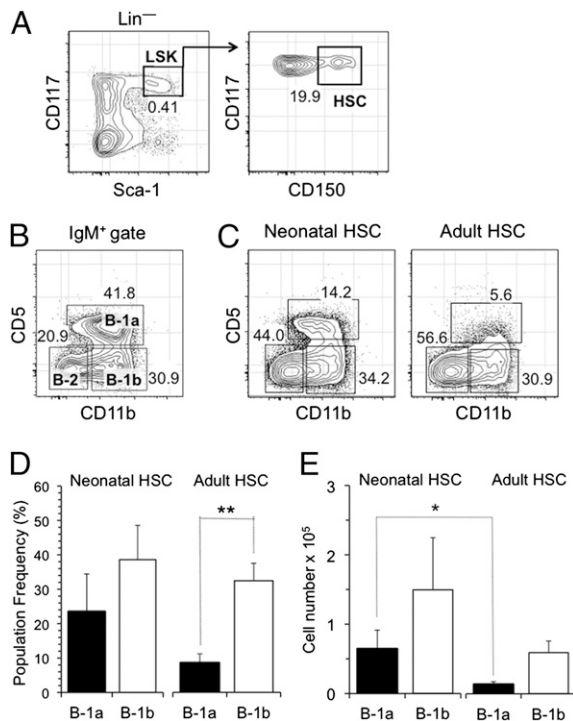 A
Lin—
LSK
0.41
CD117
Sca-1
19.9
HSC
CD117
CD150
B
IgM+ gate
41.8
B-1a
20.9
B-2
B-1b
30.9
CD5
CD11b
C
Neonatal HSC
Adult HSC
14.2
44.0
34.2
5.6
56.6
30.9
CD5
CD11b
CD11b
D
Neonatal HSC
Adult HSC
Population Frequency (%)
60
50
40
30
20
10
0
**
B-1a
B-1b
B-1a
B-1b
E
Neonatal HSC
Adult HSC
Cell number x 10⁵
3
2
1
0
*
B-1a
B-1b
B-1a
B-1b